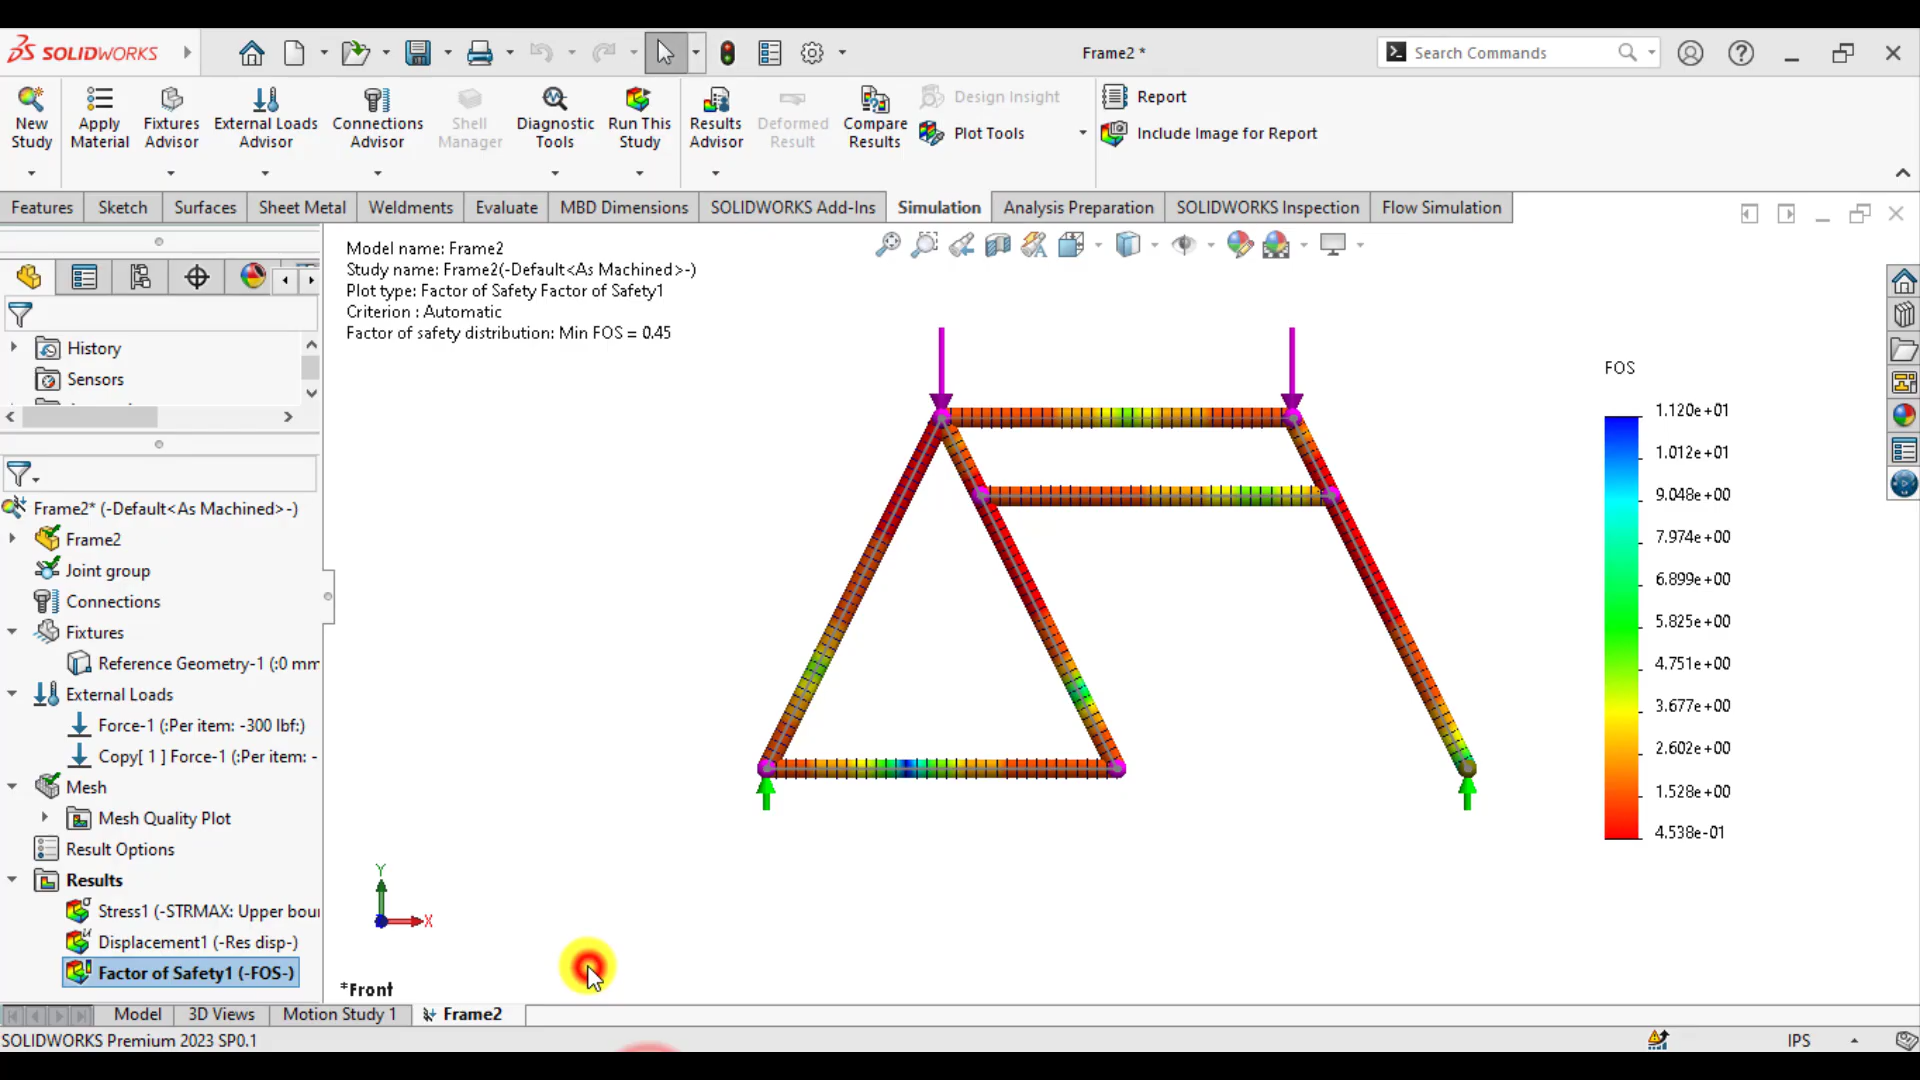 SOLIDWORKS
Frame2 *
Search Commands
New Study
Apply Material
Fixtures Advisor
External Loads Advisor
Connections Advisor
Shell Manager
Diagnostic Tools
Run This Study
Results Advisor
Deformed Result
Compare Results
Design Insight
Plot Tools
Report
Include Image for Report
Features
Sketch
Surfaces
Sheet Metal
Weldments
Evaluate
MBD Dimensions
SOLIDWORKS Add-Ins
Simulation
Analysis Preparation
SOLIDWORKS Inspection
Flow Simulation
Model name: Frame2
Study name: Frame2(-Default<As Machined>-)
Plot type: Factor of Safety Factor of Safety1
Criterion : Automatic
Factor of safety distribution: Min FOS = 0.45
History
Sensors
Frame2* (-Default<As Machined>-)
Frame2
Joint group
Connections
Fixtures
Reference Geometry-1 (:0 mm
External Loads
Force-1 (:Per item: -300 lbf:)
Copy[ 1 ] Force-1 (:Per item: -
Mesh
Mesh Quality Plot
Result Options
Results
Stress1 (-STRMAX: Upper bou
Displacement1 (-Res disp-)
Factor of Safety1 (-FOS-)
FOS
1.120e+01
1.012e+01
9.048e+00
7.974e+00
6.899e+00
5.825e+00
4.751e+00
3.677e+00
2.602e+00
1.528e+00
4.538e-01
Y
X
*Front
Model
3D Views
Motion Study 1
Frame2
SOLIDWORKS Premium 2023 SP0.1
IPS